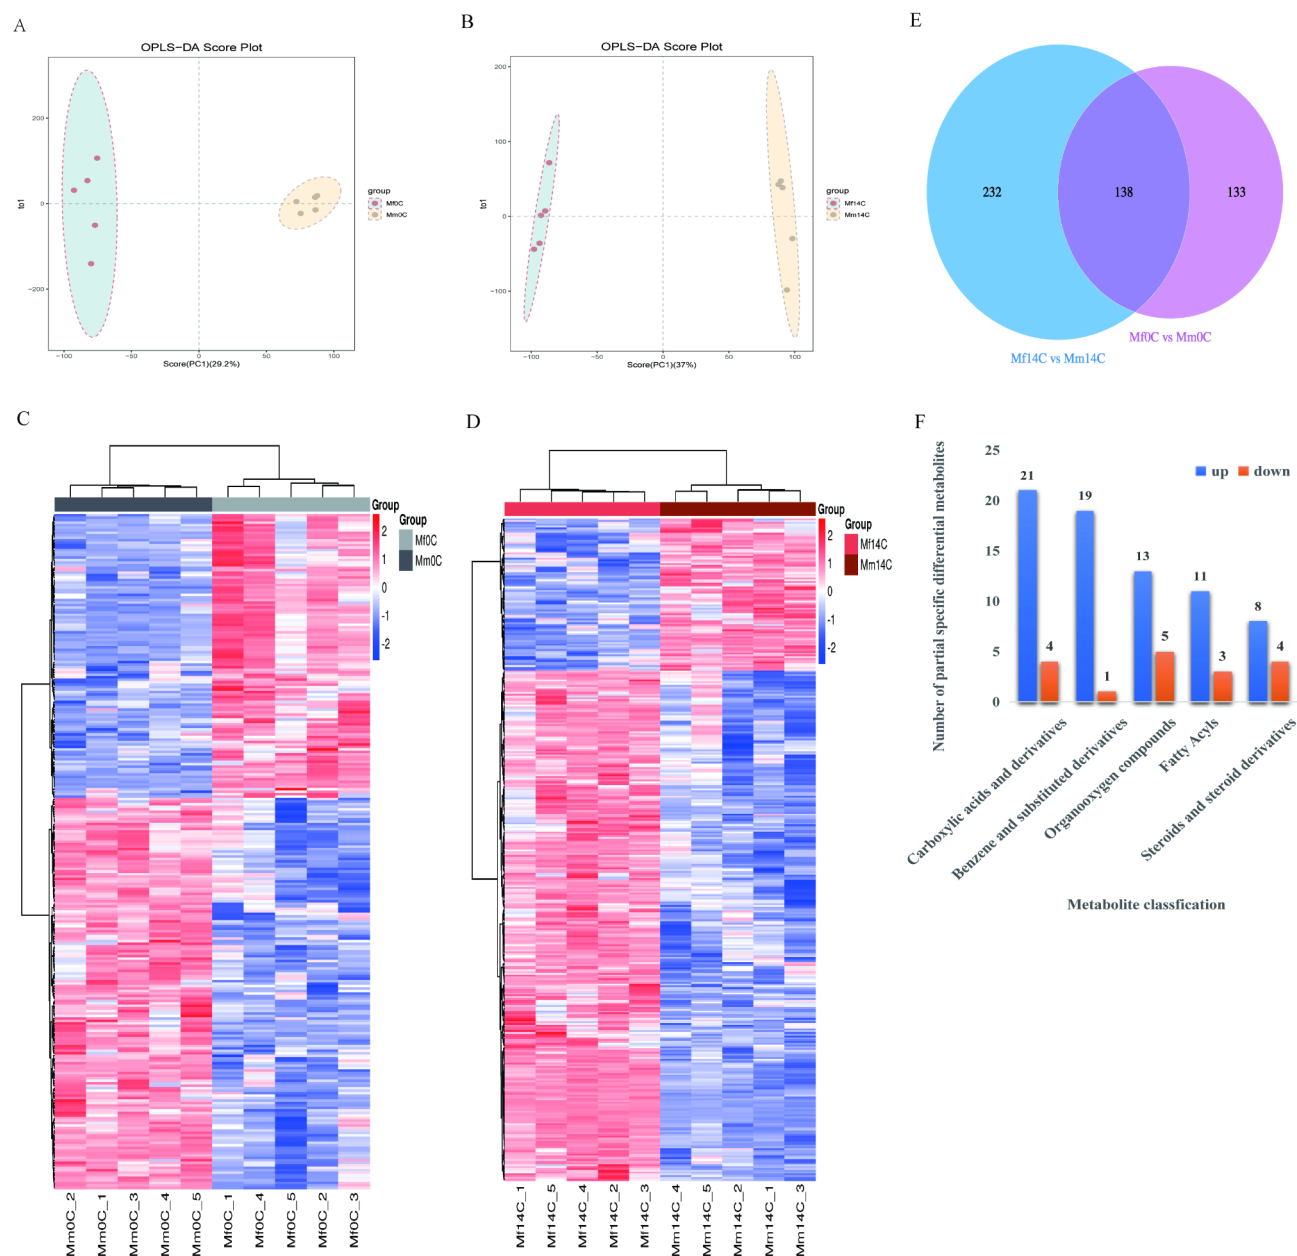 A
OPLS-DA Score Plot
to1
200
0
-200
-100
-50
0
50
100
Score(PC1)(29.2%)
group
Mf0C
Mm0C
B
OPLS-DA Score Plot
to1
200
100
0
-100
-100
-50
0
50
100
Score(PC1)(37%)
group
Mf14C
Mm14C
E
232
138
133
Mf0C vs Mm0C
Mf14C vs Mm14C
C
Group
2
1
0
-1
-2
Group
Mf0C
Mm0C
Mm0C_2
Mm0C_1
Mm0C_3
Mm0C_4
Mm0C_5
Mf0C_1
Mf0C_4
Mf0C_5
Mf0C_2
Mf0C_3
D
Group
2
1
0
-1
-2
Group
Mf14C
Mm14C
Mf14C_1
Mf14C_5
Mf14C_4
Mf14C_2
Mf14C_3
Mm14C_4
Mm14C_5
Mm14C_2
Mm14C_1
Mm14C_3
F
Number of partial specific differential metabolites
25
20
15
10
5
0
up
down
21
4
19
1
13
5
11
3
8
4
Carboxylic acids and derivatives
Benzene and substituted derivatives
Organooxygen compounds
Fatty Acyls
Steroids and steroid derivatives
Metabolite classfication